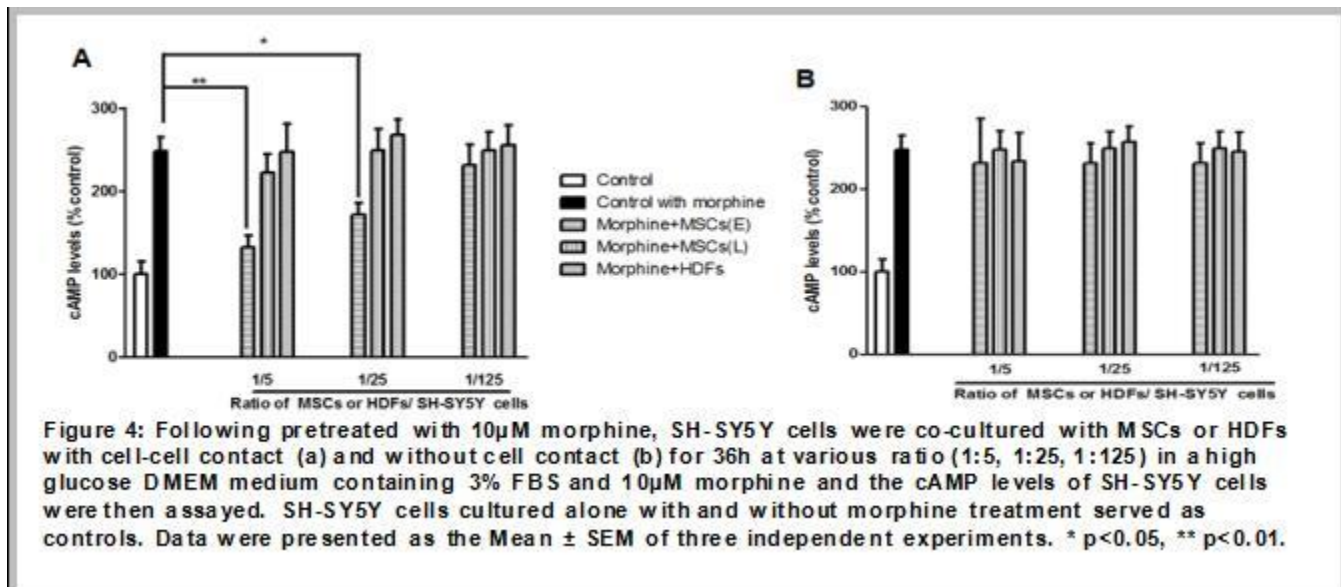 A
*
**
cAMP levels (% control)
300
200
100
0
1/5 1/25 1/125
Ratio of MSCs or HDFs/ SH-SY5Y cells
Control
Control with morphine
Morphine+MSCs(E)
Morphine+MSCs(L)
Morphine+HDFs
B
cAMP levels (% control)
300
200
100
0
1/5 1/25 1/125
Ratio of MSCs or HDFs/ SH-SY5Y cells
Figure 4: Following pretreated with 10µM morphine, SH-SY5Y cells were co-cultured with MSCs or HDFs
with cell-cell contact (a) and without cell contact (b) for 36h at various ratio (1:5, 1:25, 1:125) in a high
glucose DMEM medium containing 3% FBS and 10µM morphine and the cAMP levels of SH-SY5Y cells
were then assayed. SH-SY5Y cells cultured alone with and without morphine treatment served as
controls. Data were presented as the Mean ± SEM of three independent experiments. * p<0.05, ** p<0.01.